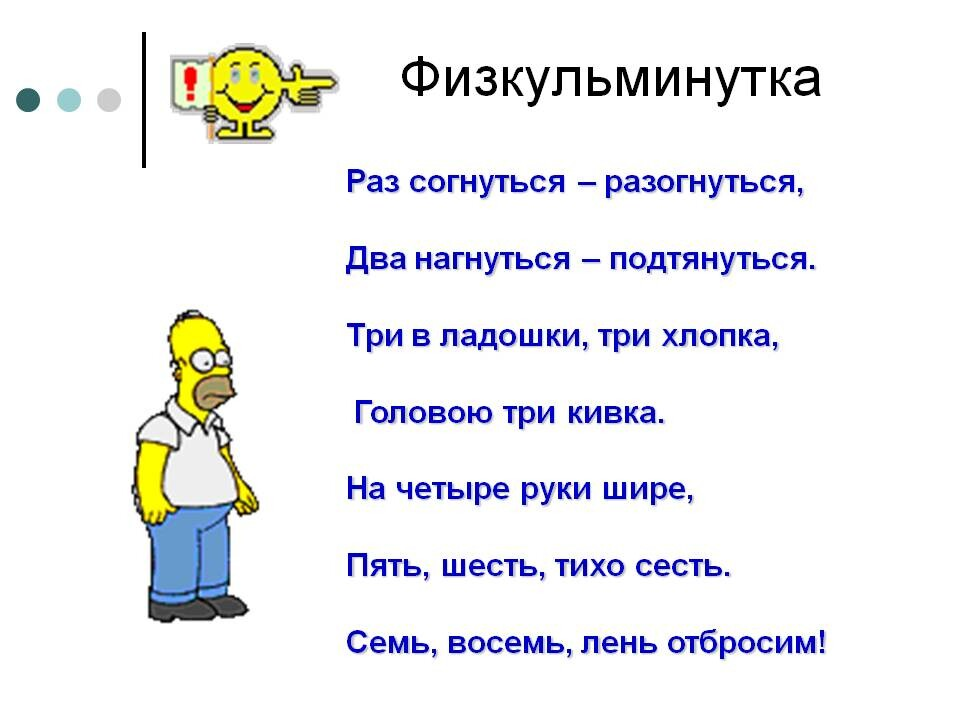 Физкульминутка
Раз согнуться – разогнуться,
Два нагнуться – подтянуться.
Три в ладошки, три хлопка,
Головою три кивка.
На четыре руки шире,
Пять, шесть, тихо сесть.
Семь, восемь, лень отбросим!